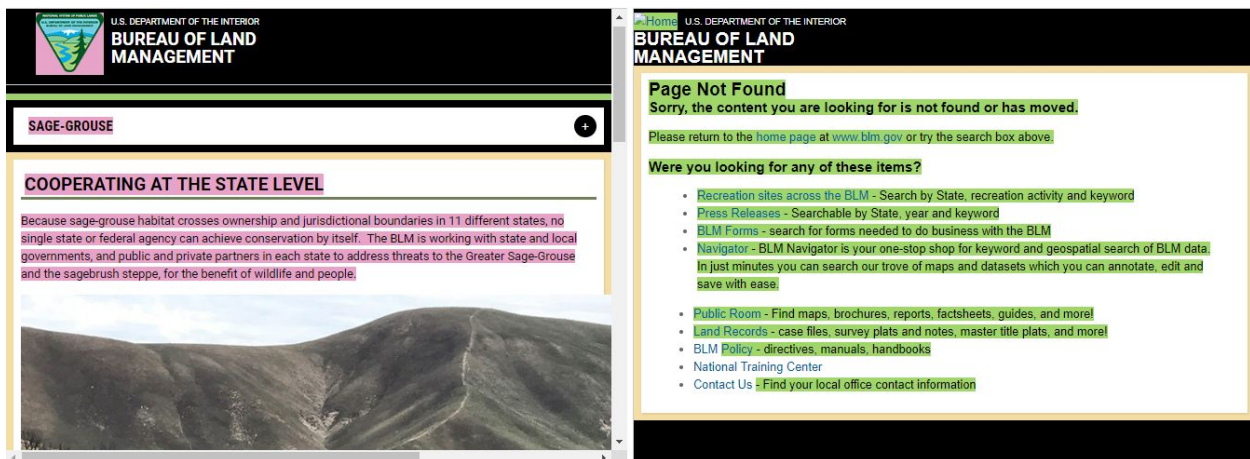 U.S. DEPARTMENT OF THE INTERIOR
BUREAU OF LAND
MANAGEMENT
SAGE-GROUSE
+
COOPERATING AT THE STATE LEVEL
Because sage-grouse habitat crosses ownership and jurisdictional boundaries in 11 different states, no
single state or federal agency can achieve conservation by itself. The BLM is working with state and local
governments, and public and private partners in each state to address threats to the Greater Sage-Grouse
and the sagebrush steppe, for the benefit of wildlife and people.
Home U.S. DEPARTMENT OF THE INTERIOR
BUREAU OF LAND
MANAGEMENT
Page Not Found
Sorry, the content you are looking for is not found or has moved.
Please return to the home page at www.blm.gov or try the search box above.
Were you looking for any of these items?
Recreation sites across the BLM - Search by State, recreation activity and keyword
Press Releases - Searchable by State, year and keyword
BLM Forms - search for forms needed to do business with the BLM
Navigator - BLM Navigator is your one-stop shop for keyword and geospatial search of BLM data.
In just minutes you can search our trove of maps and datasets which you can annotate, edit and
save with ease.
Public Room - Find maps, brochures, reports, factsheets, guides, and more!
Land Records - case files, survey plats and notes, master title plats, and more!
BLM Policy - directives, manuals, handbooks
National Training Center
Contact Us - Find your local office contact information